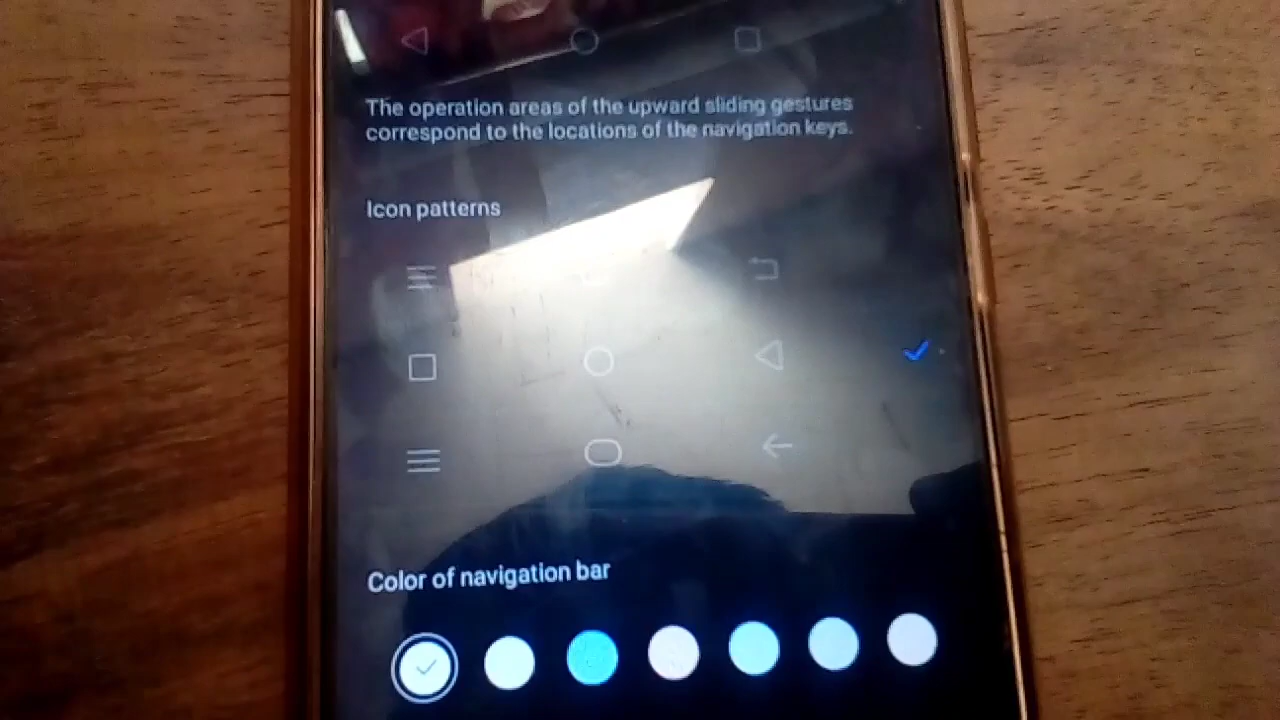 The operation areas of the upward sliding gestures
correspond to the locations of the navigation keys.
Icon patterns
Color of navigation bar